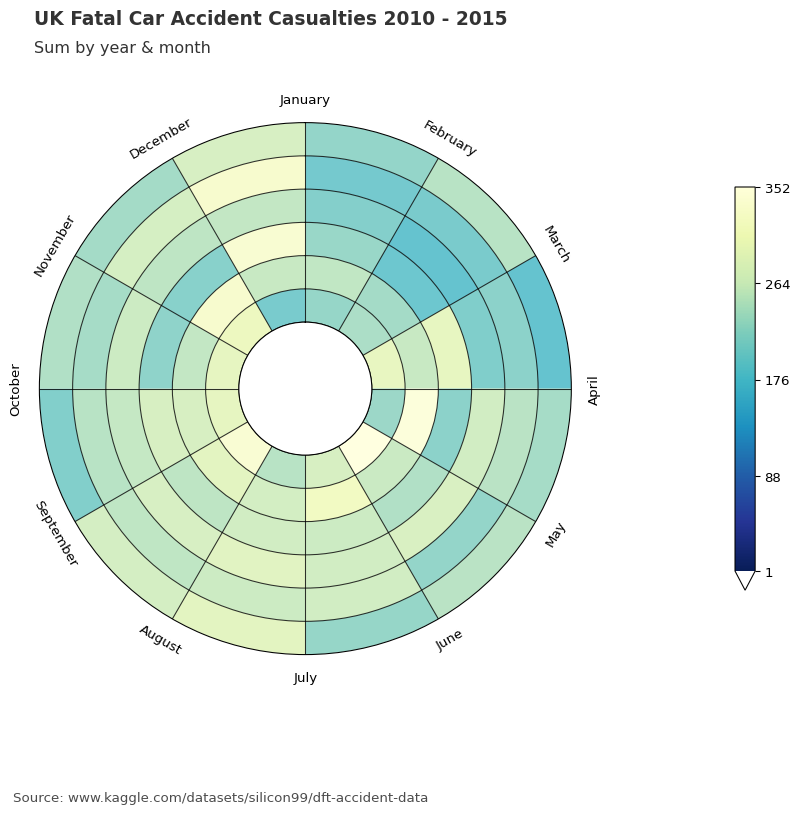 UK Fatal Car Accident Casualties 2010 - 2015
Sum by year & month
January
February
March
April
May
June
July
August
September
October
November
December
352
264
176
88
1
Source: www.kaggle.com/datasets/silicon99/dft-accident-data